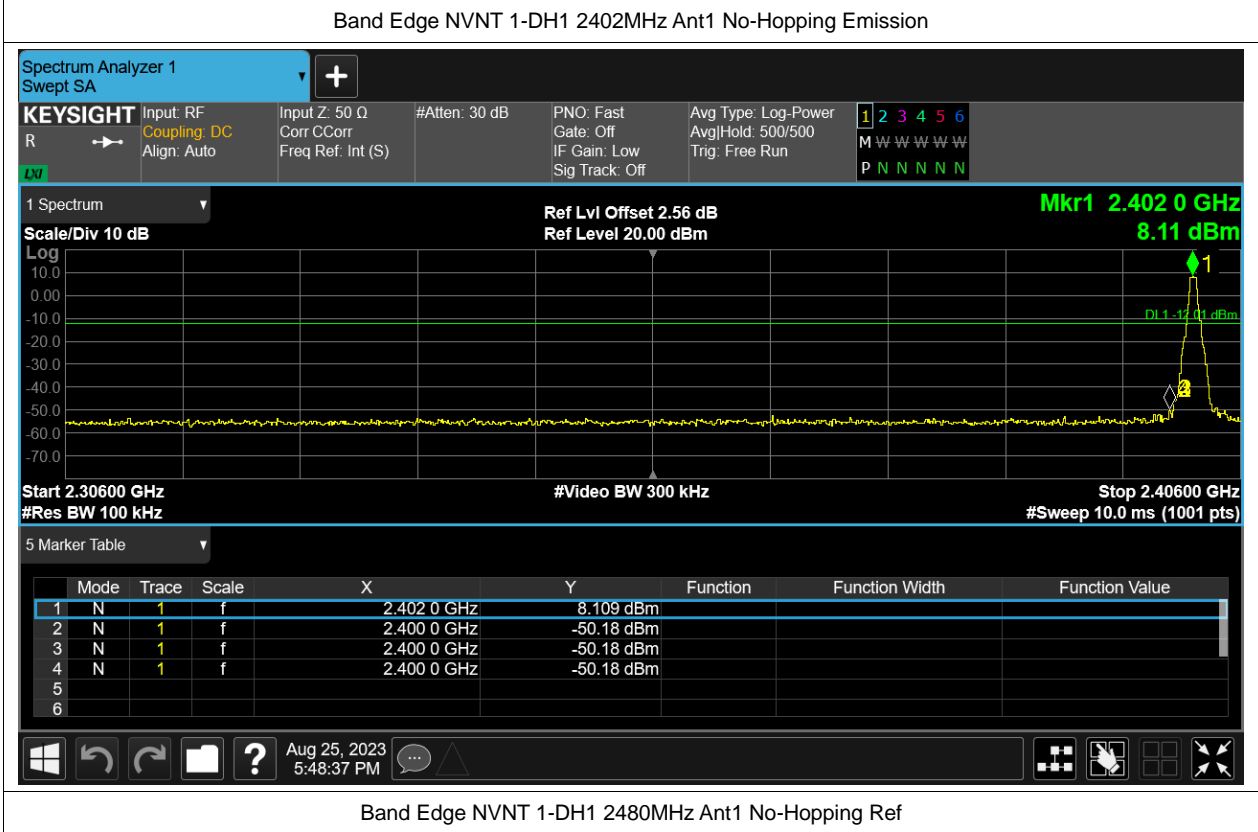 Band Edge NVNT 1-DH1 2402MHz Ant1 No-Hopping Emission
Spectrum Analyzer 1
Swept SA
KEYSIGHT
R
LXI
Input: RF
Coupling: DC
Align: Auto
Input Z: 50 Ω
Corr CCorr
Freq Ref: Int (S)
#Atten: 30 dB
PNO: Fast
Gate: Off
IF Gain: Low
Sig Track: Off
Avg Type: Log-Power
Avg|Hold: 500/500
Trig: Free Run
1 2 3 4 5 6
M W W W W W
P N N N N N
1 Spectrum
Scale/Div 10 dB
Ref Lvl Offset 2.56 dB
Ref Level 20.00 dBm
Mkr1 2.402 0 GHz
8.11 dBm
Log
10.0
0.00
-10.0
-20.0
-30.0
-40.0
-50.0
-60.0
-70.0
1
DL1 -12.01 dBm
Start 2.30600 GHz
#Res BW 100 kHz
#Video BW 300 kHz
Stop 2.40600 GHz
#Sweep 10.0 ms (1001 pts)
5 Marker Table
Mode Trace Scale X Y Function Function Width Function Value
1 N 1 f 2.402 0 GHz 8.109 dBm
2 N 1 f 2.400 0 GHz -50.18 dBm
3 N 1 f 2.400 0 GHz -50.18 dBm
4 N 1 f 2.400 0 GHz -50.18 dBm
5
6
?
Aug 25, 2023
5:48:37 PM
Band Edge NVNT 1-DH1 2480MHz Ant1 No-Hopping Ref